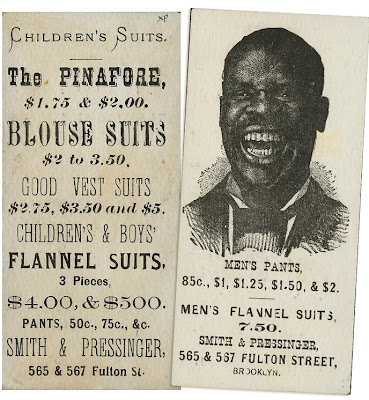 XP
CHILDREN'S SUITS.
The PINAFORE,
$1.75 & $2.00.
BLOUSE SUITS
$2 to 3.50,
GOOD VEST SUITS
$2.75, $3.50 and $5.
CHILDREN'S & BOYS'
FLANNEL SUITS,
3 Pieces,
$4.00, & $500.
PANTS, 50c., 75c., &c.
SMITH & PRESSINGER,
565 & 567 Fulton St.
MEN'S PANTS,
85c., $1, $1.25, $1.50, & $2.
MEN'S FLANNEL SUITS,
7.50.
SMITH & PRESSINGER,
565 & 567 FULTON STREET,
BROOKLYN.